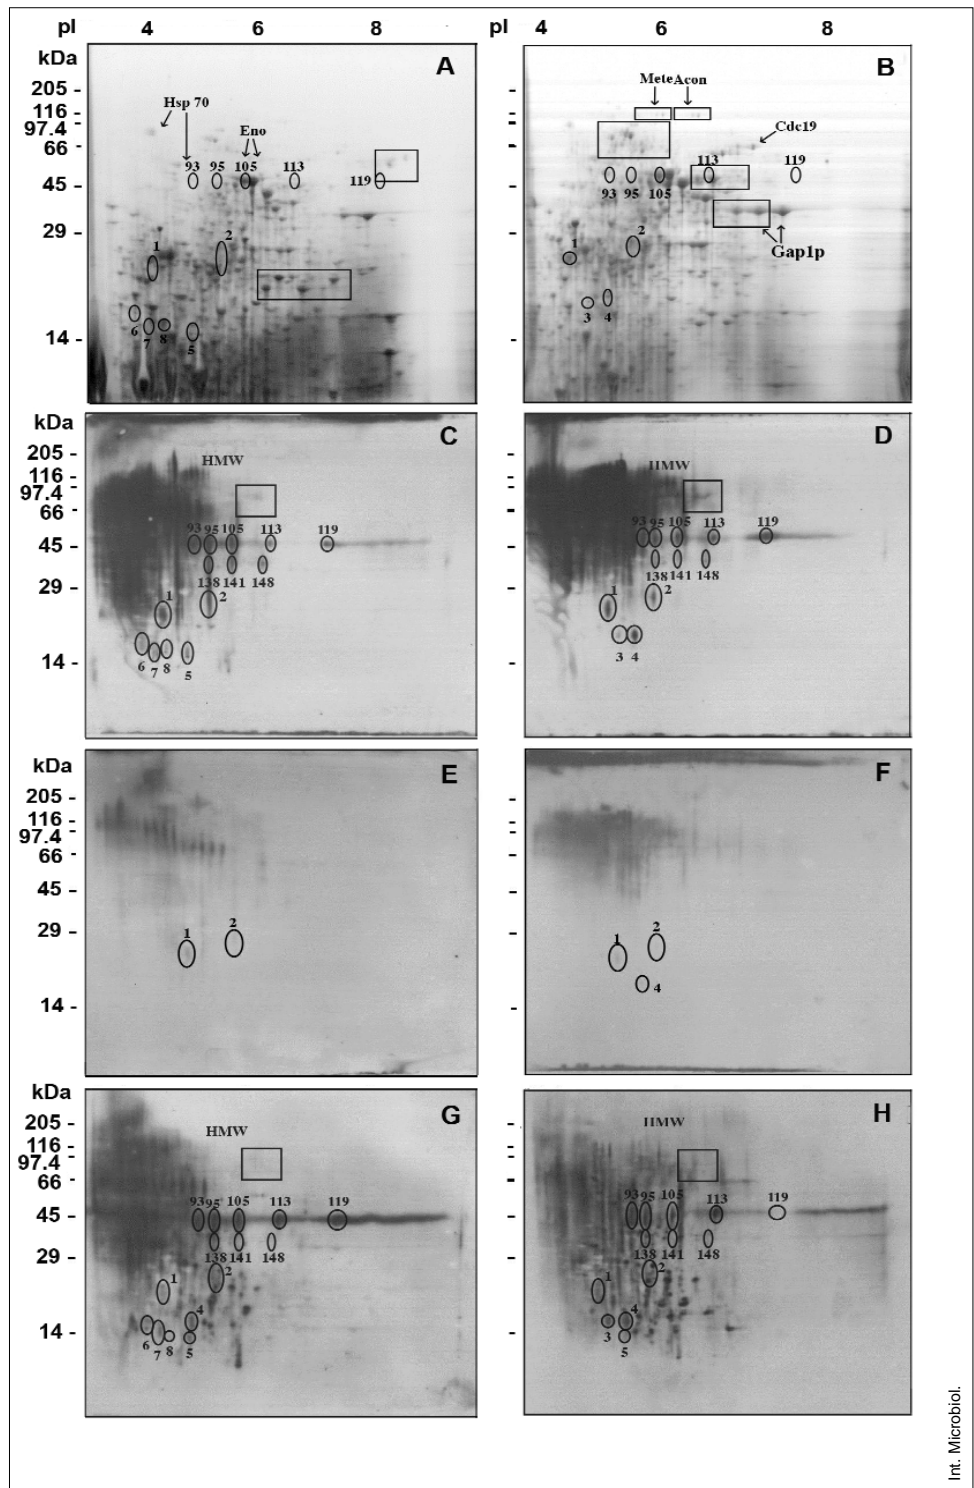 pI 4 6 8 pI 4 6 8
kDa A B
Mete Acon
205 -
Hsp 70
116 -
97.4 -
Eno
Cdc19
66 -
93 95 105 113 119
113 119
45 -
93 95 105
29 -
1 2
1 2
Gap1p
6 7 8 5
3 4
14 -
kDa C D
205 -
HMW
HMW
116 -
97.4 -
66 -
93 95 105 113 119
93 95 105 113 119
45 -
138 141 148
138 141 148
29 -
1 2
1 2
6 7 8 5
3 4
14 -
kDa E F
205 -
116 -
97.4 -
66 -
45 -
29 -
1 2
1 2
4
14 -
kDa G H
205 -
HMW
HMW
116 -
97.4 -
66 -
93 95 105 113 119
93 95 105 113 119
45 -
138 141 148
138 141 148
29 -
1 2
1 2
4
4
14 -
6 7 8 5
3 5
Int. Microbiol.